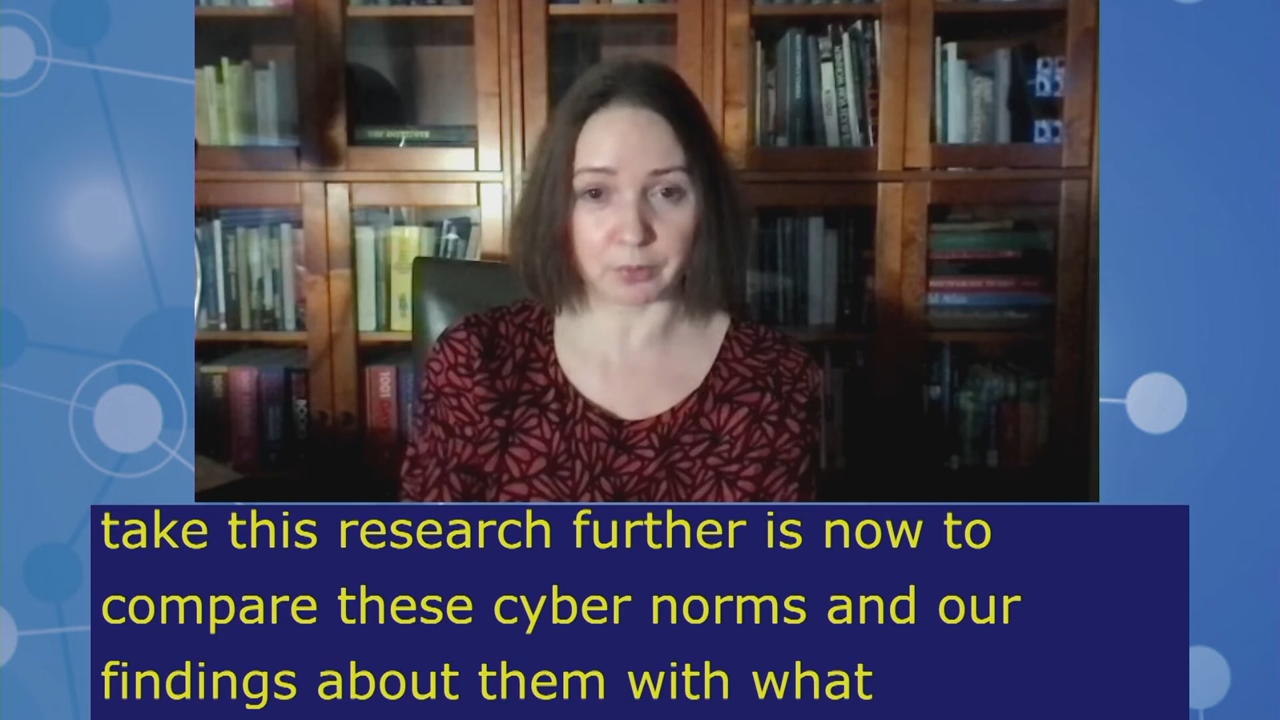 take this research further is now to
compare these cyber norms and our
findings about them with what